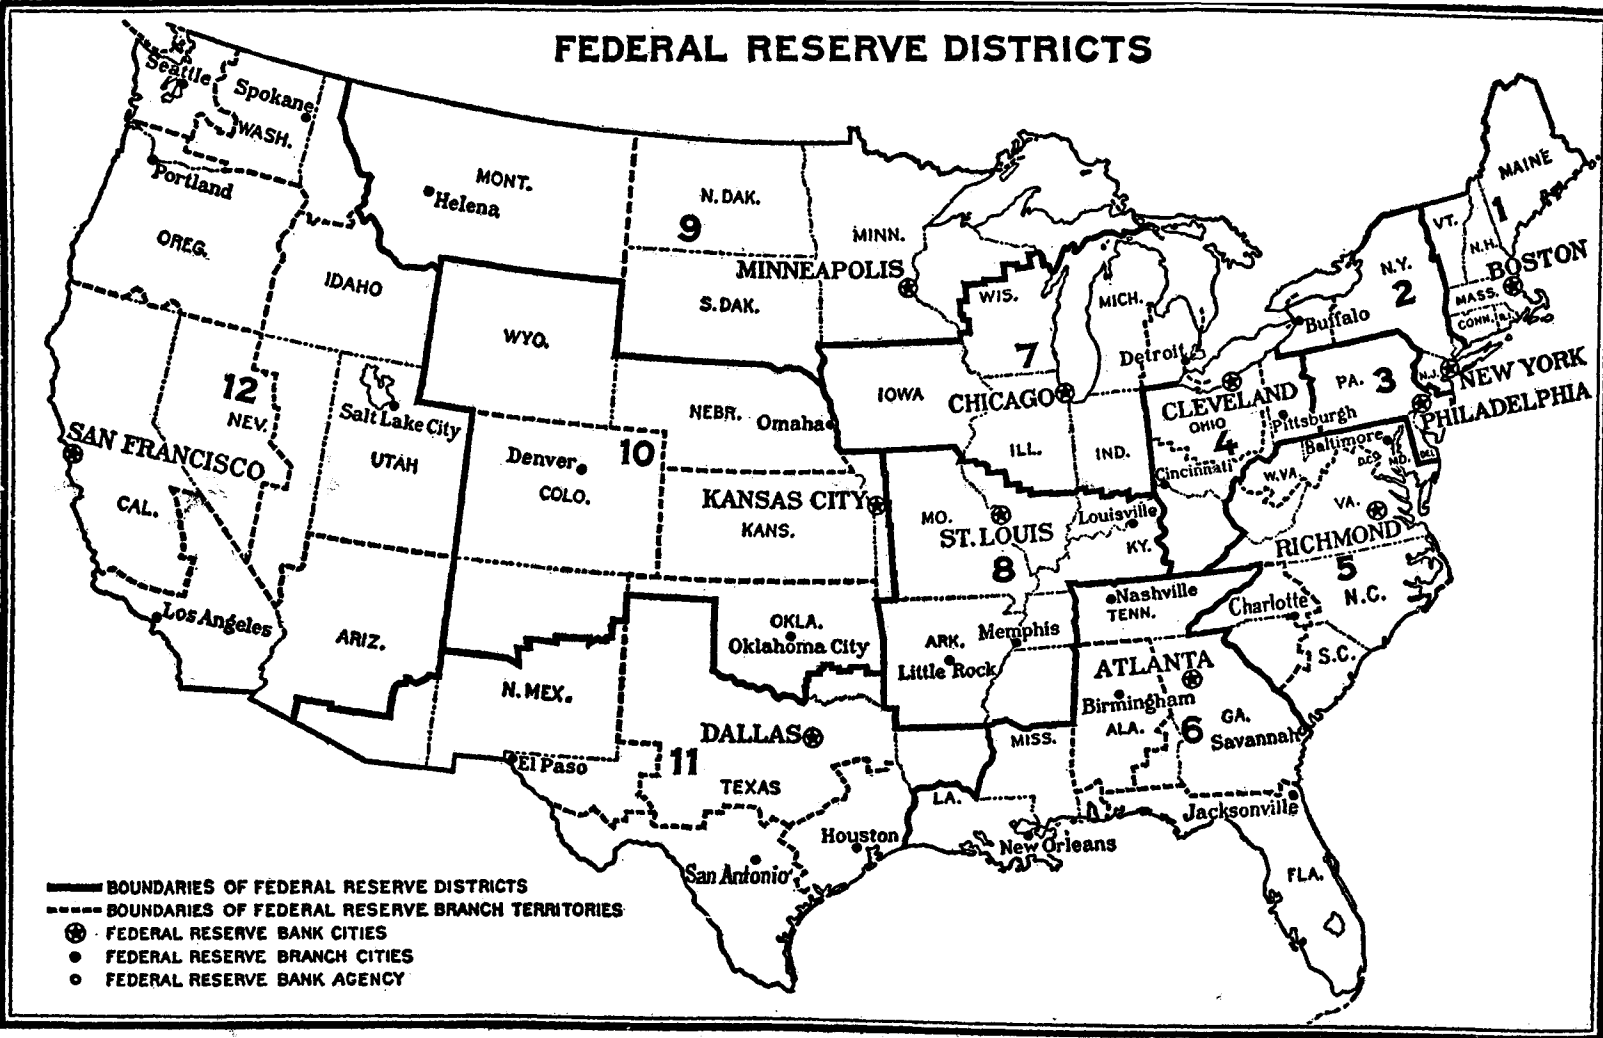 FEDERAL RESERVE DISTRICTS
Seattle
Spokane
WASH.
Portland
OREG.
IDAHO
MONT.
Helena
N. DAK.
9
MINN.
MINNEAPOLIS
S. DAK.
WYO.
WIS.
MICH.
7
Detroit
MAINE
VT.
1
N.H.
BOSTON
MASS.
CONN.
R.I.
N.Y.
2
Buffalo
NEW YORK
N.J.
PA.
3
PHILADELPHIA
12
NEV.
Salt Lake City
UTAH
SAN FRANCISCO
CAL.
Los Angeles
ARIZ.
NEBR.
Omaha
IOWA
CHICAGO
ILL.
IND.
CLEVELAND
OHIO
4
Pittsburgh
Cincinnati
Baltimore
D.C.
MD.
DEL.
W.VA.
VA.
RICHMOND
5
N.C.
Charlotte
S.C.
Denver
10
COLO.
KANSAS CITY
KANS.
MO.
ST. LOUIS
8
Louisville
KY.
Nashville
TENN.
Memphis
ARK.
Little Rock
OKLA.
Oklahoma City
N. MEX.
El Paso
DALLAS
11
TEXAS
Houston
San Antonio
LA.
New Orleans
MISS.
ATLANTA
Birmingham
ALA.
6
GA.
Savannah
Jacksonville
FLA.
BOUNDARIES OF FEDERAL RESERVE DISTRICTS
BOUNDARIES OF FEDERAL RESERVE BRANCH TERRITORIES
FEDERAL RESERVE BANK CITIES
FEDERAL RESERVE BRANCH CITIES
FEDERAL RESERVE BANK AGENCY